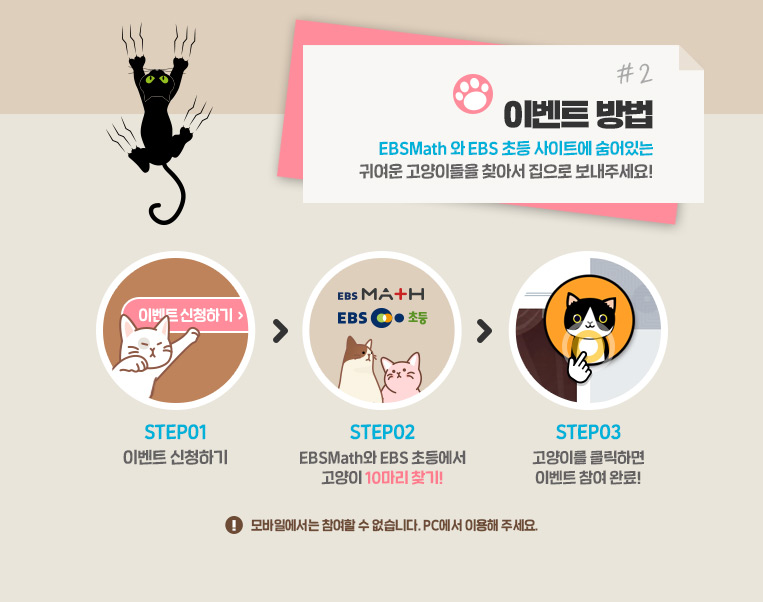 #2
이벤트 방법
EBSMath 와 EBS 초등 사이트에 숨어있는
귀여운 고양이들을 찾아서 집으로 보내주세요!
이벤트 신청하기 >
EBS MATH
EBS 초등
STEP01
이벤트 신청하기
STEP02
EBSMath와 EBS 초등에서
고양이 10마리 찾기!
STEP03
고양이를 클릭하면
이벤트 참여 완료!
모바일에서는 참여할 수 없습니다. PC에서 이용해 주세요.